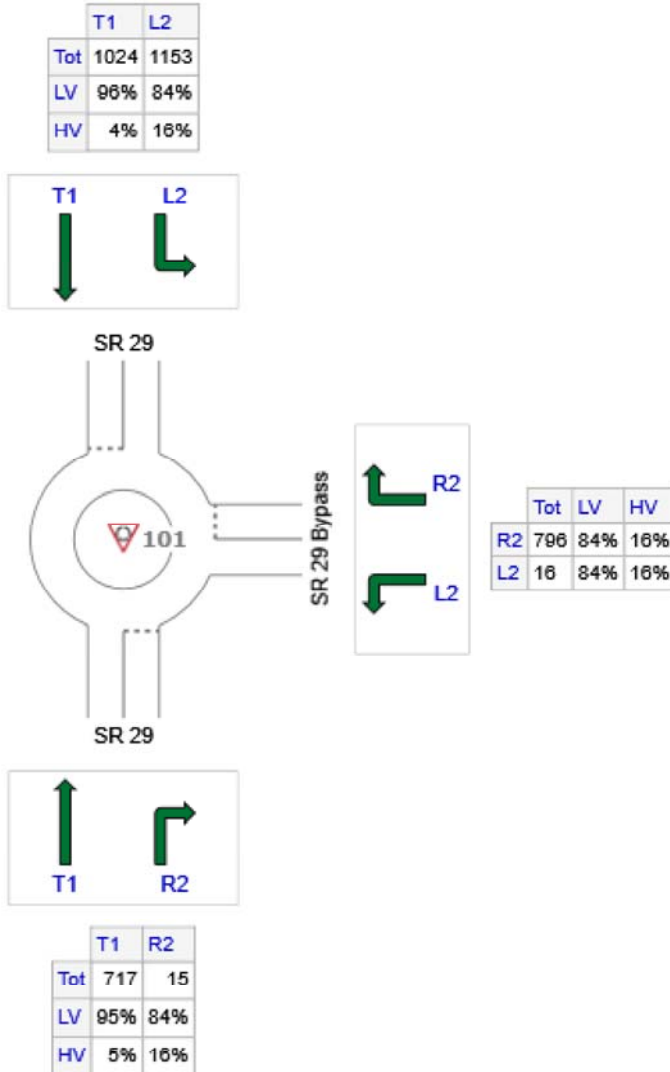 T1 L2
Tot 1024 1153
LV 96% 84%
HV 4% 16%
T1 L2
SR 29
101
SR 29 Bypass
R2
L2
Tot LV HV
R2 796 84% 16%
L2 16 84% 16%
SR 29
T1 R2
T1 R2
Tot 717 15
LV 95% 84%
HV 5% 16%